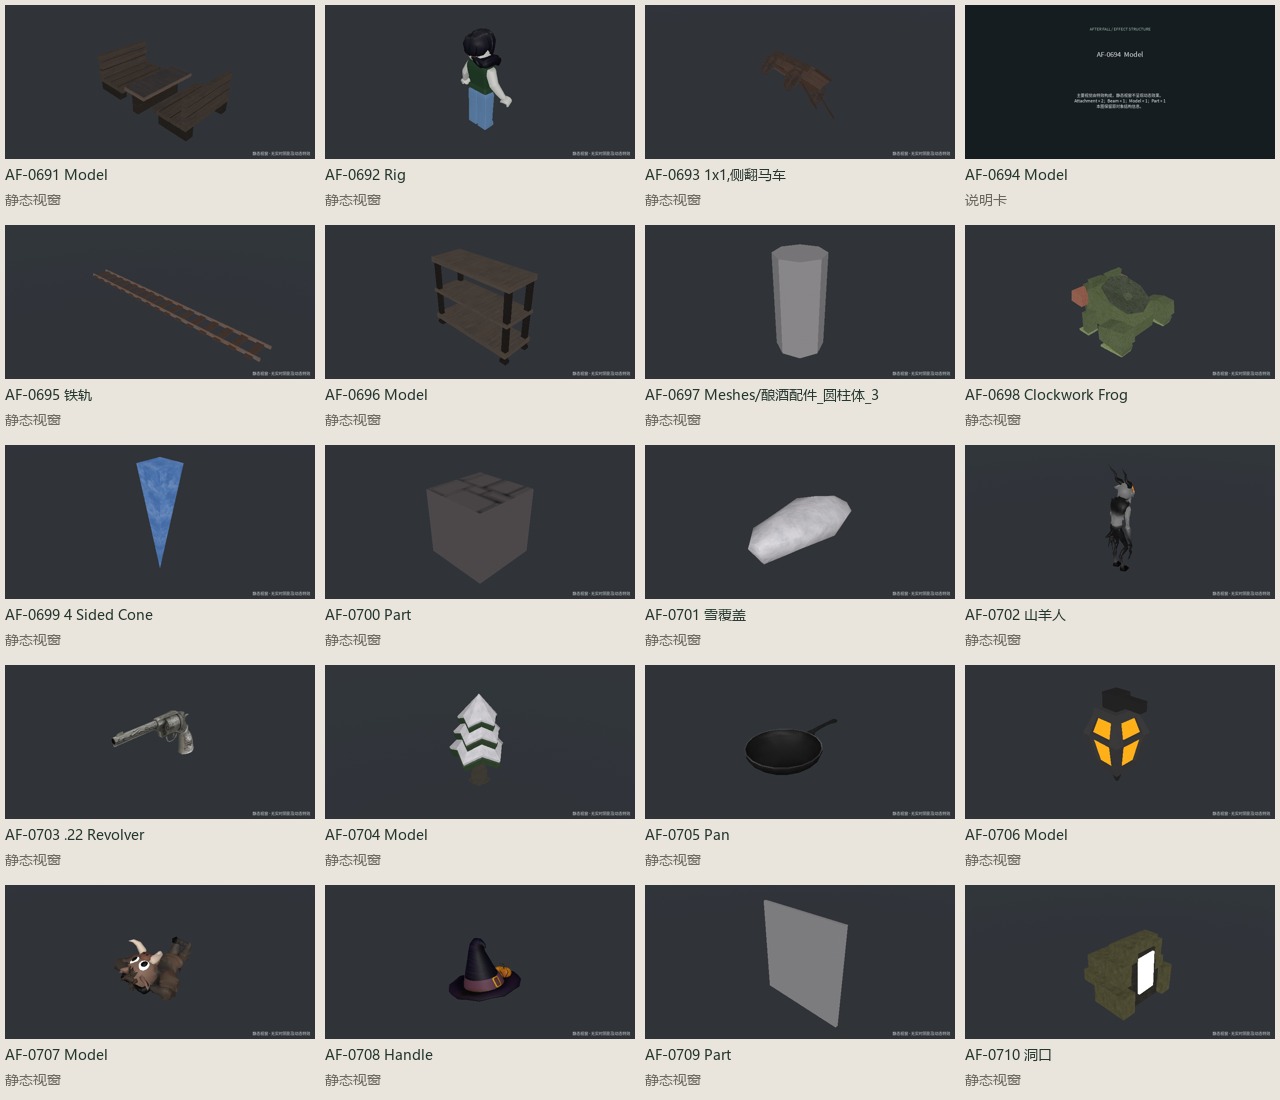 AFTERFALL / EFFECT STRUCTURE
AF-0694 Model
AF-0691 Model
静态视窗
AF-0692 Rig
静态视窗
AF-0693 1x1,侧翻马车
静态视窗
AF-0694 Model
说明卡
AF-0695 铁轨
静态视窗
AF-0696 Model
静态视窗
AF-0697 Meshes/酿酒配件_圆柱体_3
静态视窗
AF-0698 Clockwork Frog
静态视窗
AF-0699 4 Sided Cone
静态视窗
AF-0700 Part
静态视窗
AF-0701 雪覆盖
静态视窗
AF-0702 山羊人
静态视窗
AF-0703 .22 Revolver
静态视窗
AF-0704 Model
静态视窗
AF-0705 Pan
静态视窗
AF-0706 Model
静态视窗
AF-0707 Model
静态视窗
AF-0708 Handle
静态视窗
AF-0709 Part
静态视窗
AF-0710 洞口
静态视窗